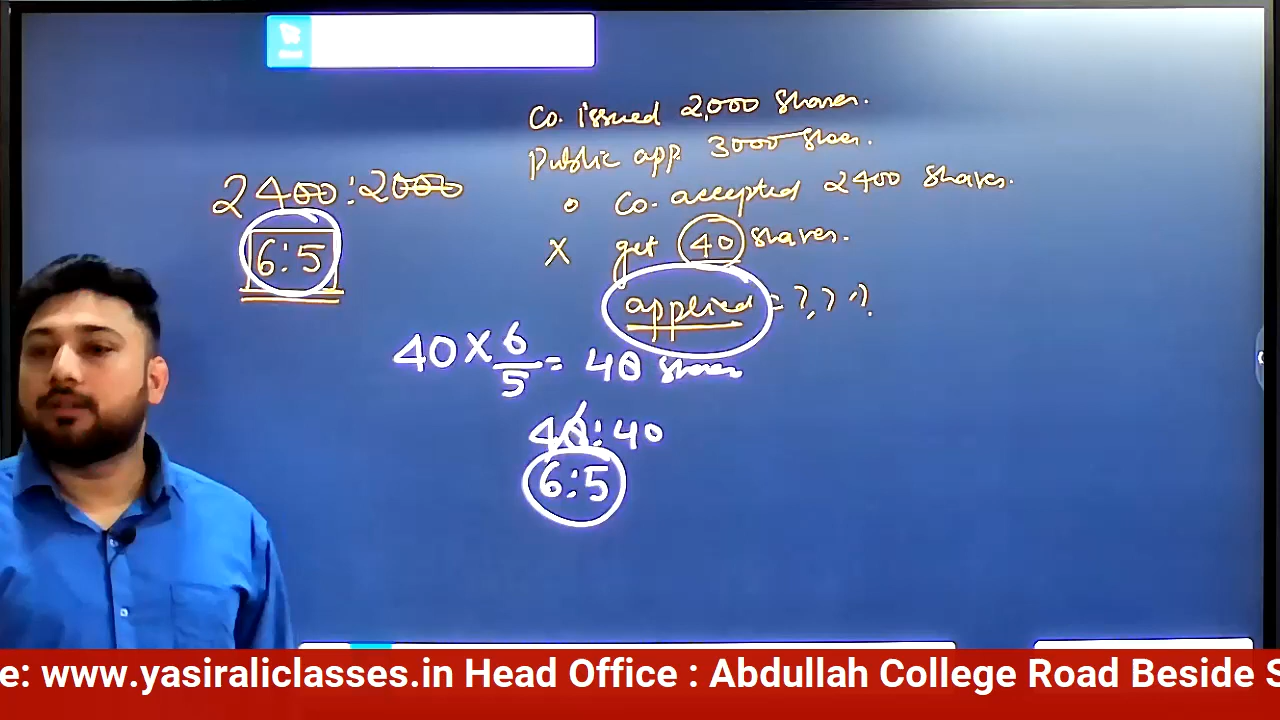 Co. issued 2,000 Shares.
Public app. 3000 Shares.
2400:2000
• Co. accepted 2400 Shares.
X get 40 shares.
6:5
applied = ? ? ?
40 X 6/5 = 48 Shares
48:40
6:5
e: www.yasiraliclasses.in Head Office : Abdullah College Road Beside S